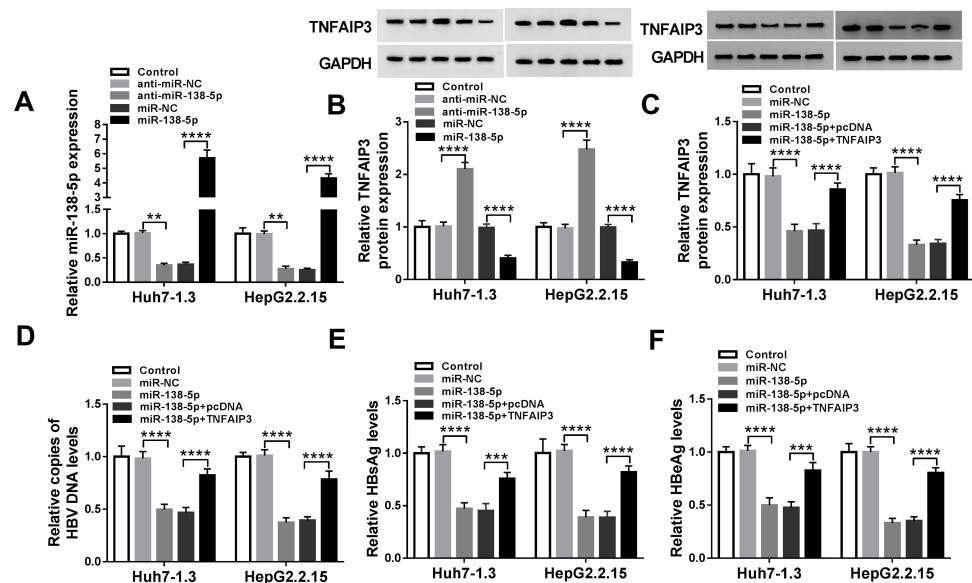 TNFAIP3
GAPDH
TNFAIP3
GAPDH
A
Control
anti-miR-NC
anti-miR-138-5p
miR-NC
miR-138-5p
Relative miR-138-5p expression
8
7
6
5
4
3
2
1.5
1.0
0.5
0.0
**
****
**
****
Huh7-1.3
HepG2.2.15
B
Control
anti-miR-NC
anti-miR-138-5p
miR-NC
miR-138-5p
Relative TNFAIP3
protein expression
3
2
1
0
****
****
****
****
Huh7-1.3
HepG2.2.15
C
Control
miR-NC
miR-138-5p
miR-138-5p+pcDNA
miR-138-5p+TNFAIP3
Relative TNFAIP3
protein expression
1.5
1.0
0.5
0.0
****
****
****
****
Huh7-1.3
HepG2.2.15
D
Control
miR-NC
miR-138-5p
miR-138-5p+pcDNA
miR-138-5p+TNFAIP3
Relative copies of
HBV DNA levels
1.5
1.0
0.5
0.0
****
****
****
****
Huh7-1.3
HepG2.2.15
E
Control
miR-NC
miR-138-5p
miR-138-5p+pcDNA
miR-138-5p+TNFAIP3
Relative HBsAg levels
1.5
1.0
0.5
0.0
****
***
****
****
Huh7-1.3
HepG2.2.15
F
Control
miR-NC
miR-138-5p
miR-138-5p+pcDNA
miR-138-5p+TNFAIP3
Relative HBeAg levels
1.5
1.0
0.5
0.0
****
***
****
****
Huh7-1.3
HepG2.2.15